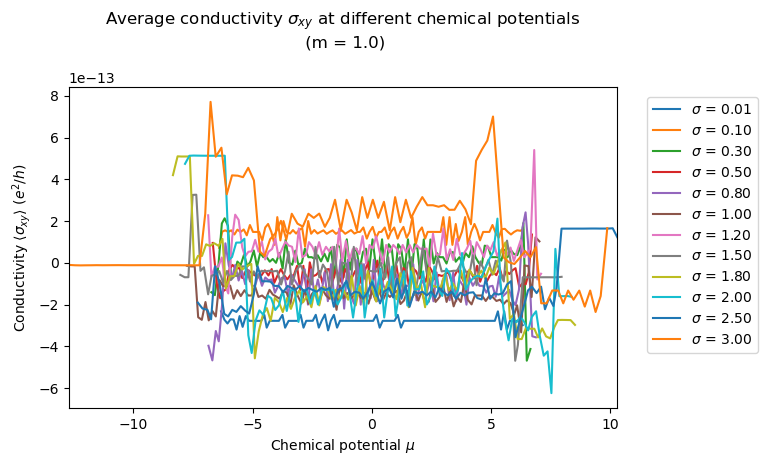 Average conductivity σxy at different chemical potentials
(m = 1.0)
1e−13
8
6
4
2
0
−2
−4
−6
Conductivity ⟨σxy⟩ (e²/h)
−10
−5
0
5
10
Chemical potential μ
σ = 0.01
σ = 0.10
σ = 0.30
σ = 0.50
σ = 0.80
σ = 1.00
σ = 1.20
σ = 1.50
σ = 1.80
σ = 2.00
σ = 2.50
σ = 3.00